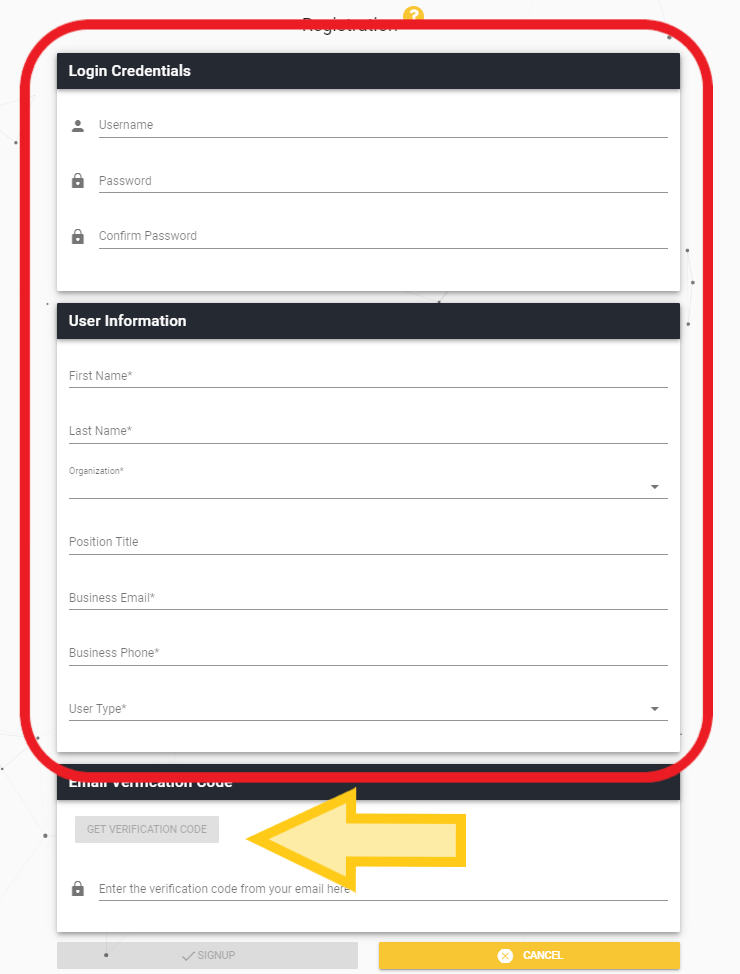 Registration ?
Login Credentials
Username
Password
Confirm Password
User Information
First Name*
Last Name*
Organization*
Position Title
Business Email*
Business Phone*
User Type*
Email Verification Code
GET VERIFICATION CODE
Enter the verification code from your email here
SIGNUP CANCEL